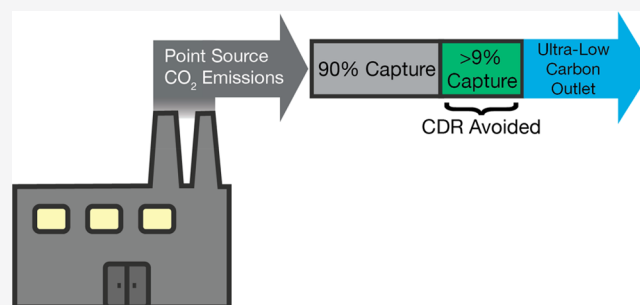 Point Source
CO₂ Emissions
90% Capture
>9%
Capture
Ultra-Low
Carbon
Outlet
CDR Avoided